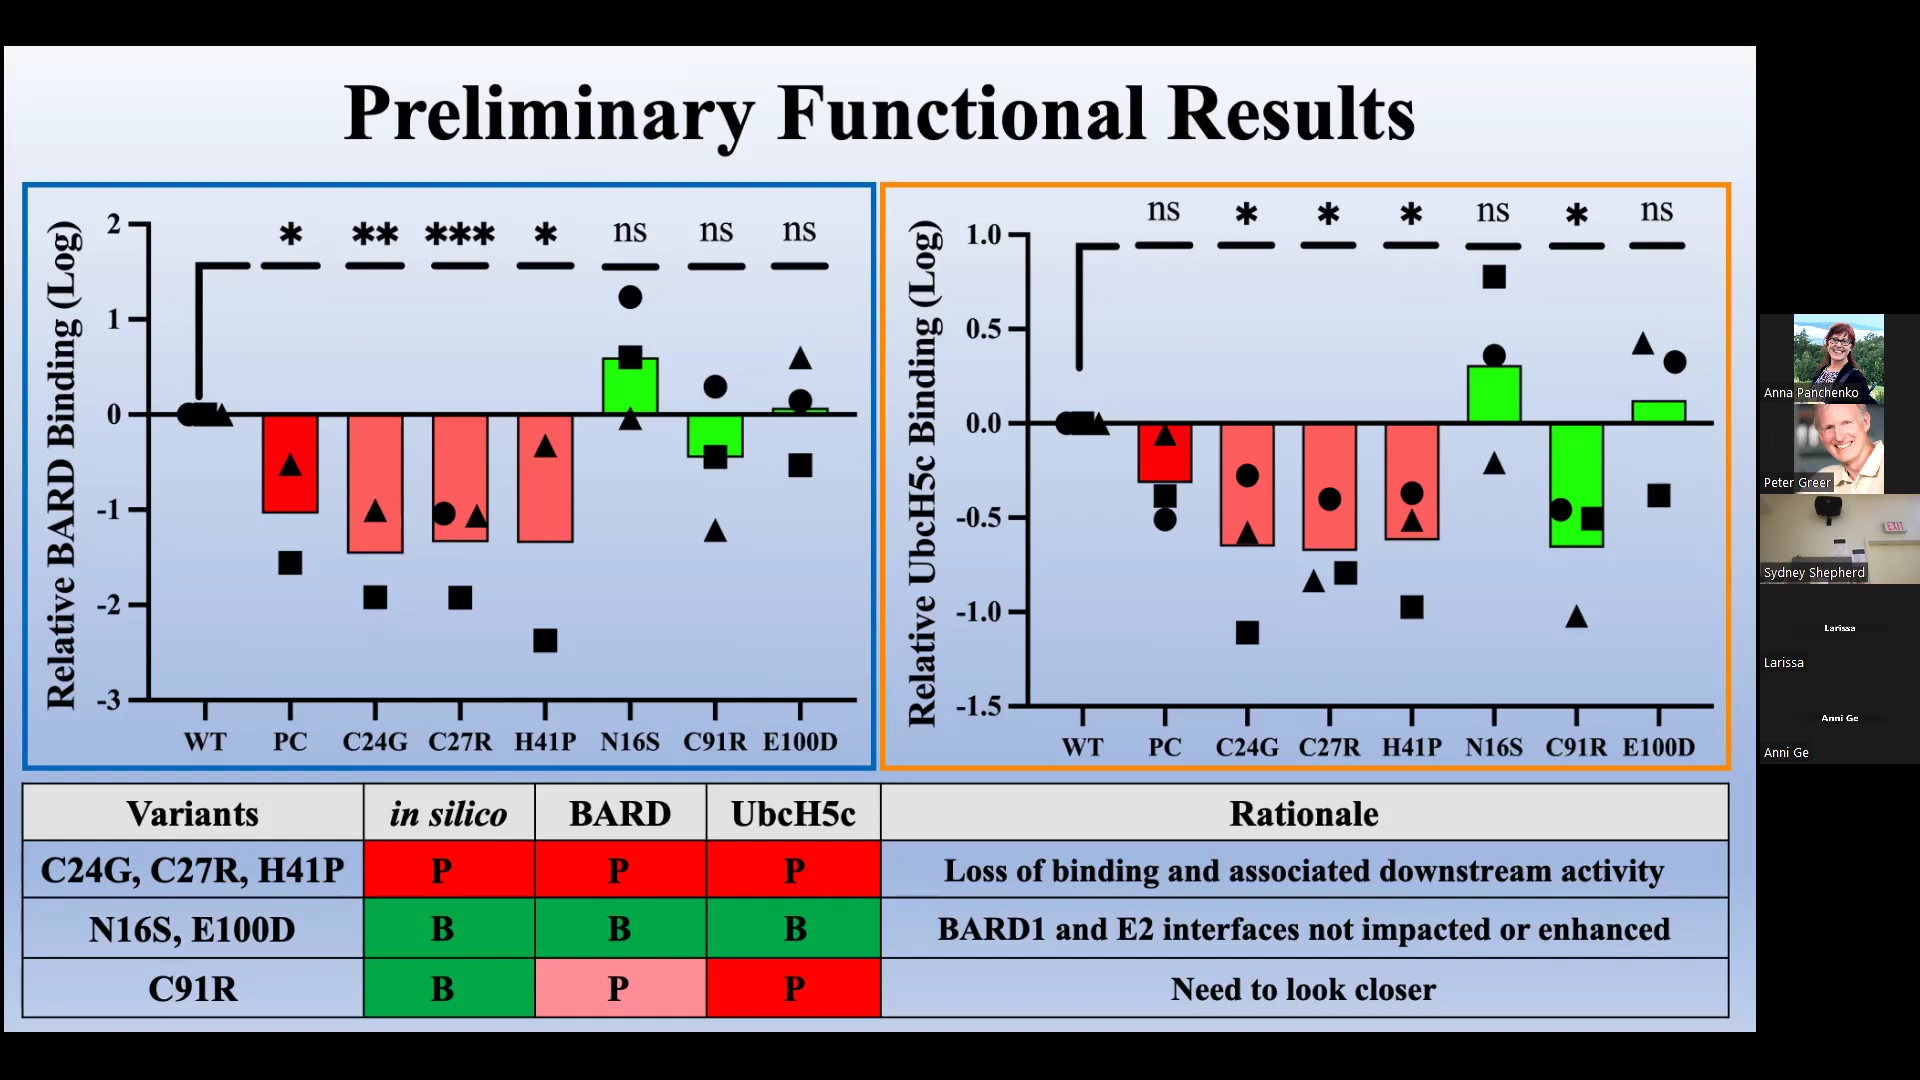 Preliminary Functional Results
Relative BARD Binding (Log)
2
1
0
-1
-2
-3
* ** *** * ns ns ns
WT PC C24G C27R H41P N16S C91R E100D
Relative UbcH5c Binding (Log)
1.0
0.5
0.0
-0.5
-1.0
-1.5
ns * * * ns * ns
WT PC C24G C27R H41P N16S C91R E100D
Variants in silico BARD UbcH5c Rationale
C24G, C27R, H41P P P P Loss of binding and associated downstream activity
N16S, E100D B B B BARD1 and E2 interfaces not impacted or enhanced
C91R B P P Need to look closer
Anna Panchenko
Peter Greer
EXIT
Sydney Shepherd
Larissa
Larissa
Anni Ge
Anni Ge